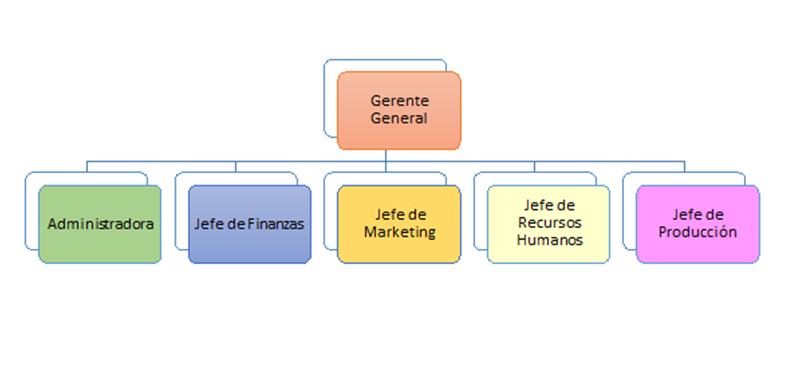 Gerente
General
Administradora
Jefe de Finanzas
Jefe de
Marketing
Jefe de
Recursos
Humanos
Jefe de
Producción